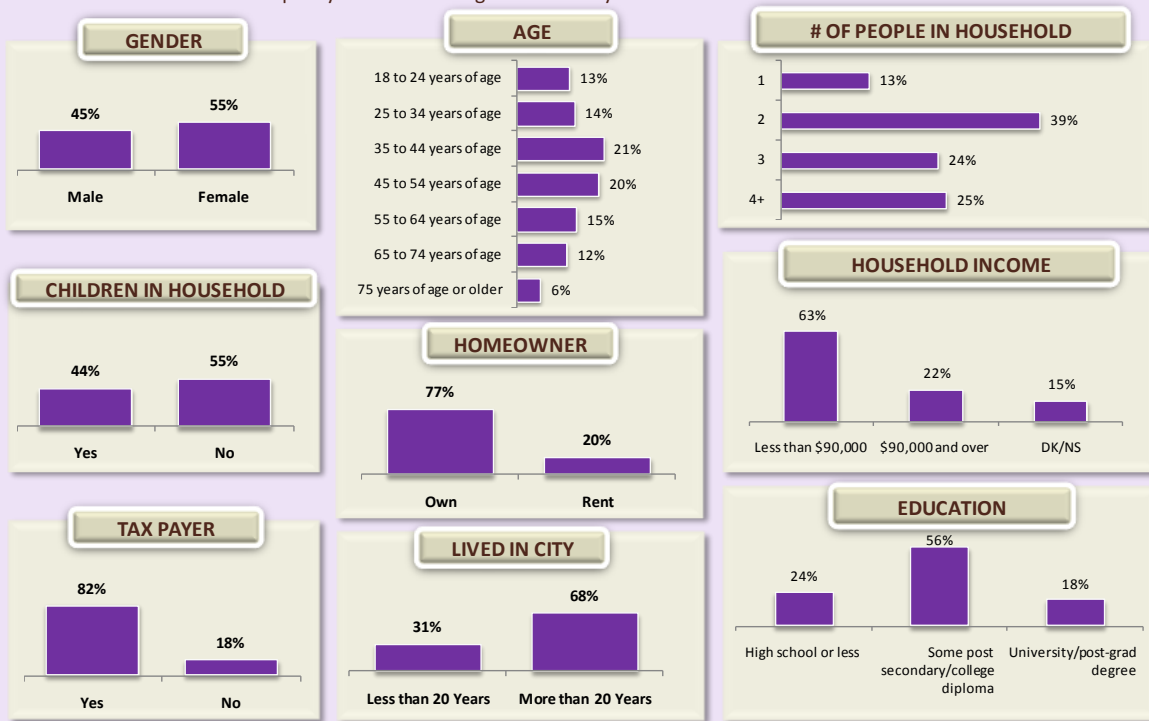 GENDER
45%
55%
Male
Female
CHILDREN IN HOUSEHOLD
44%
55%
Yes
No
TAX PAYER
82%
18%
Yes
No
AGE
18 to 24 years of age
13%
25 to 34 years of age
14%
35 to 44 years of age
21%
45 to 54 years of age
20%
55 to 64 years of age
15%
65 to 74 years of age
12%
75 years of age or older
6%
HOMEOWNER
77%
20%
Own
Rent
LIVED IN CITY
31%
68%
Less than 20 Years
More than 20 Years
# OF PEOPLE IN HOUSEHOLD
1
13%
2
39%
3
24%
4+
25%
HOUSEHOLD INCOME
63%
22%
15%
Less than $90,000
$90,000 and over
DK/NS
EDUCATION
24%
56%
18%
High school or less
Some post
secondary/college
diploma
University/post-grad
degree